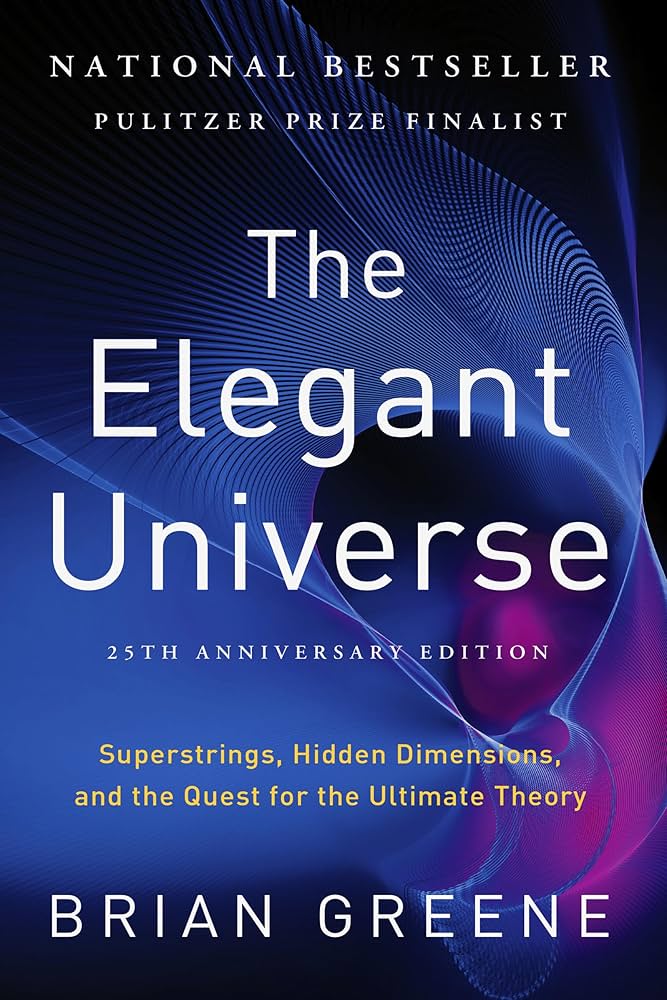 NATIONAL BESTSELLER
PULITZER PRIZE FINALIST
The
Elegant
Universe
25TH ANNIVERSARY EDITION
Superstrings, Hidden Dimensions,
and the Quest for the Ultimate Theory
BRIAN GREENE